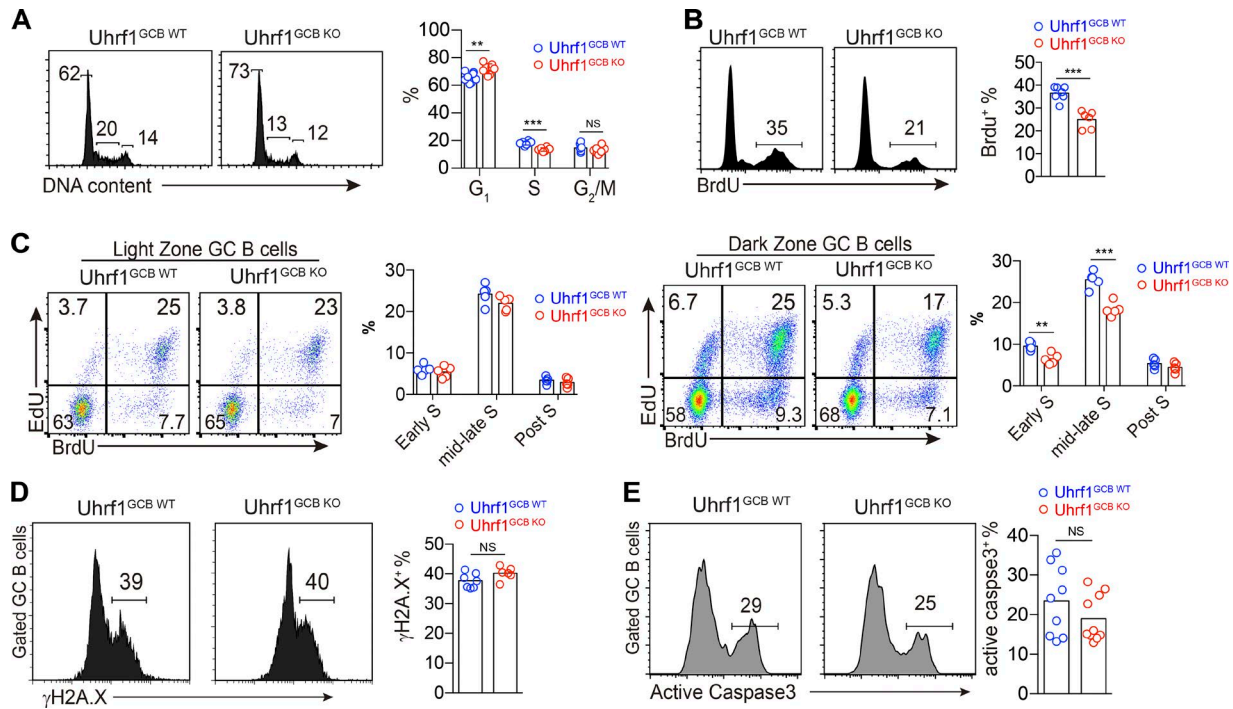 A
Uhrf1GCB WT
Uhrf1GCB KO
62
20
14
73
13
12
DNA content
%
100
80
60
40
20
0
**
***
NS
G1
S
G2/M
Uhrf1GCB WT
Uhrf1GCB KO
B
Uhrf1GCB WT
Uhrf1GCB KO
35
21
BrdU
Uhrf1GCB WT
Uhrf1GCB KO
Brdu+ %
50
40
30
20
10
0
***
C
Light Zone GC B cells
Uhrf1GCB WT
Uhrf1GCB KO
3.7
25
63
7.7
3.8
23
65
7
EdU
BrdU
%
30
20
10
0
Early S
mid-late S
Post S
Uhrf1GCB WT
Uhrf1GCB KO
Dark Zone GC B cells
Uhrf1GCB WT
Uhrf1GCB KO
6.7
25
58
9.3
5.3
17
68
7.1
EdU
BrdU
%
30
20
10
0
**
***
Early S
mid-late S
Post S
Uhrf1GCB WT
Uhrf1GCB KO
D
Uhrf1GCB WT
Uhrf1GCB KO
Gated GC B cells
39
40
γH2A.X
Uhrf1GCB WT
Uhrf1GCB KO
γH2A.X+ %
50
40
30
20
10
0
NS
E
Uhrf1GCB WT
Uhrf1GCB KO
Gated GC B cells
29
25
Active Caspase3
Uhrf1GCB WT
Uhrf1GCB KO
active caspse3+ %
40
30
20
10
0
NS